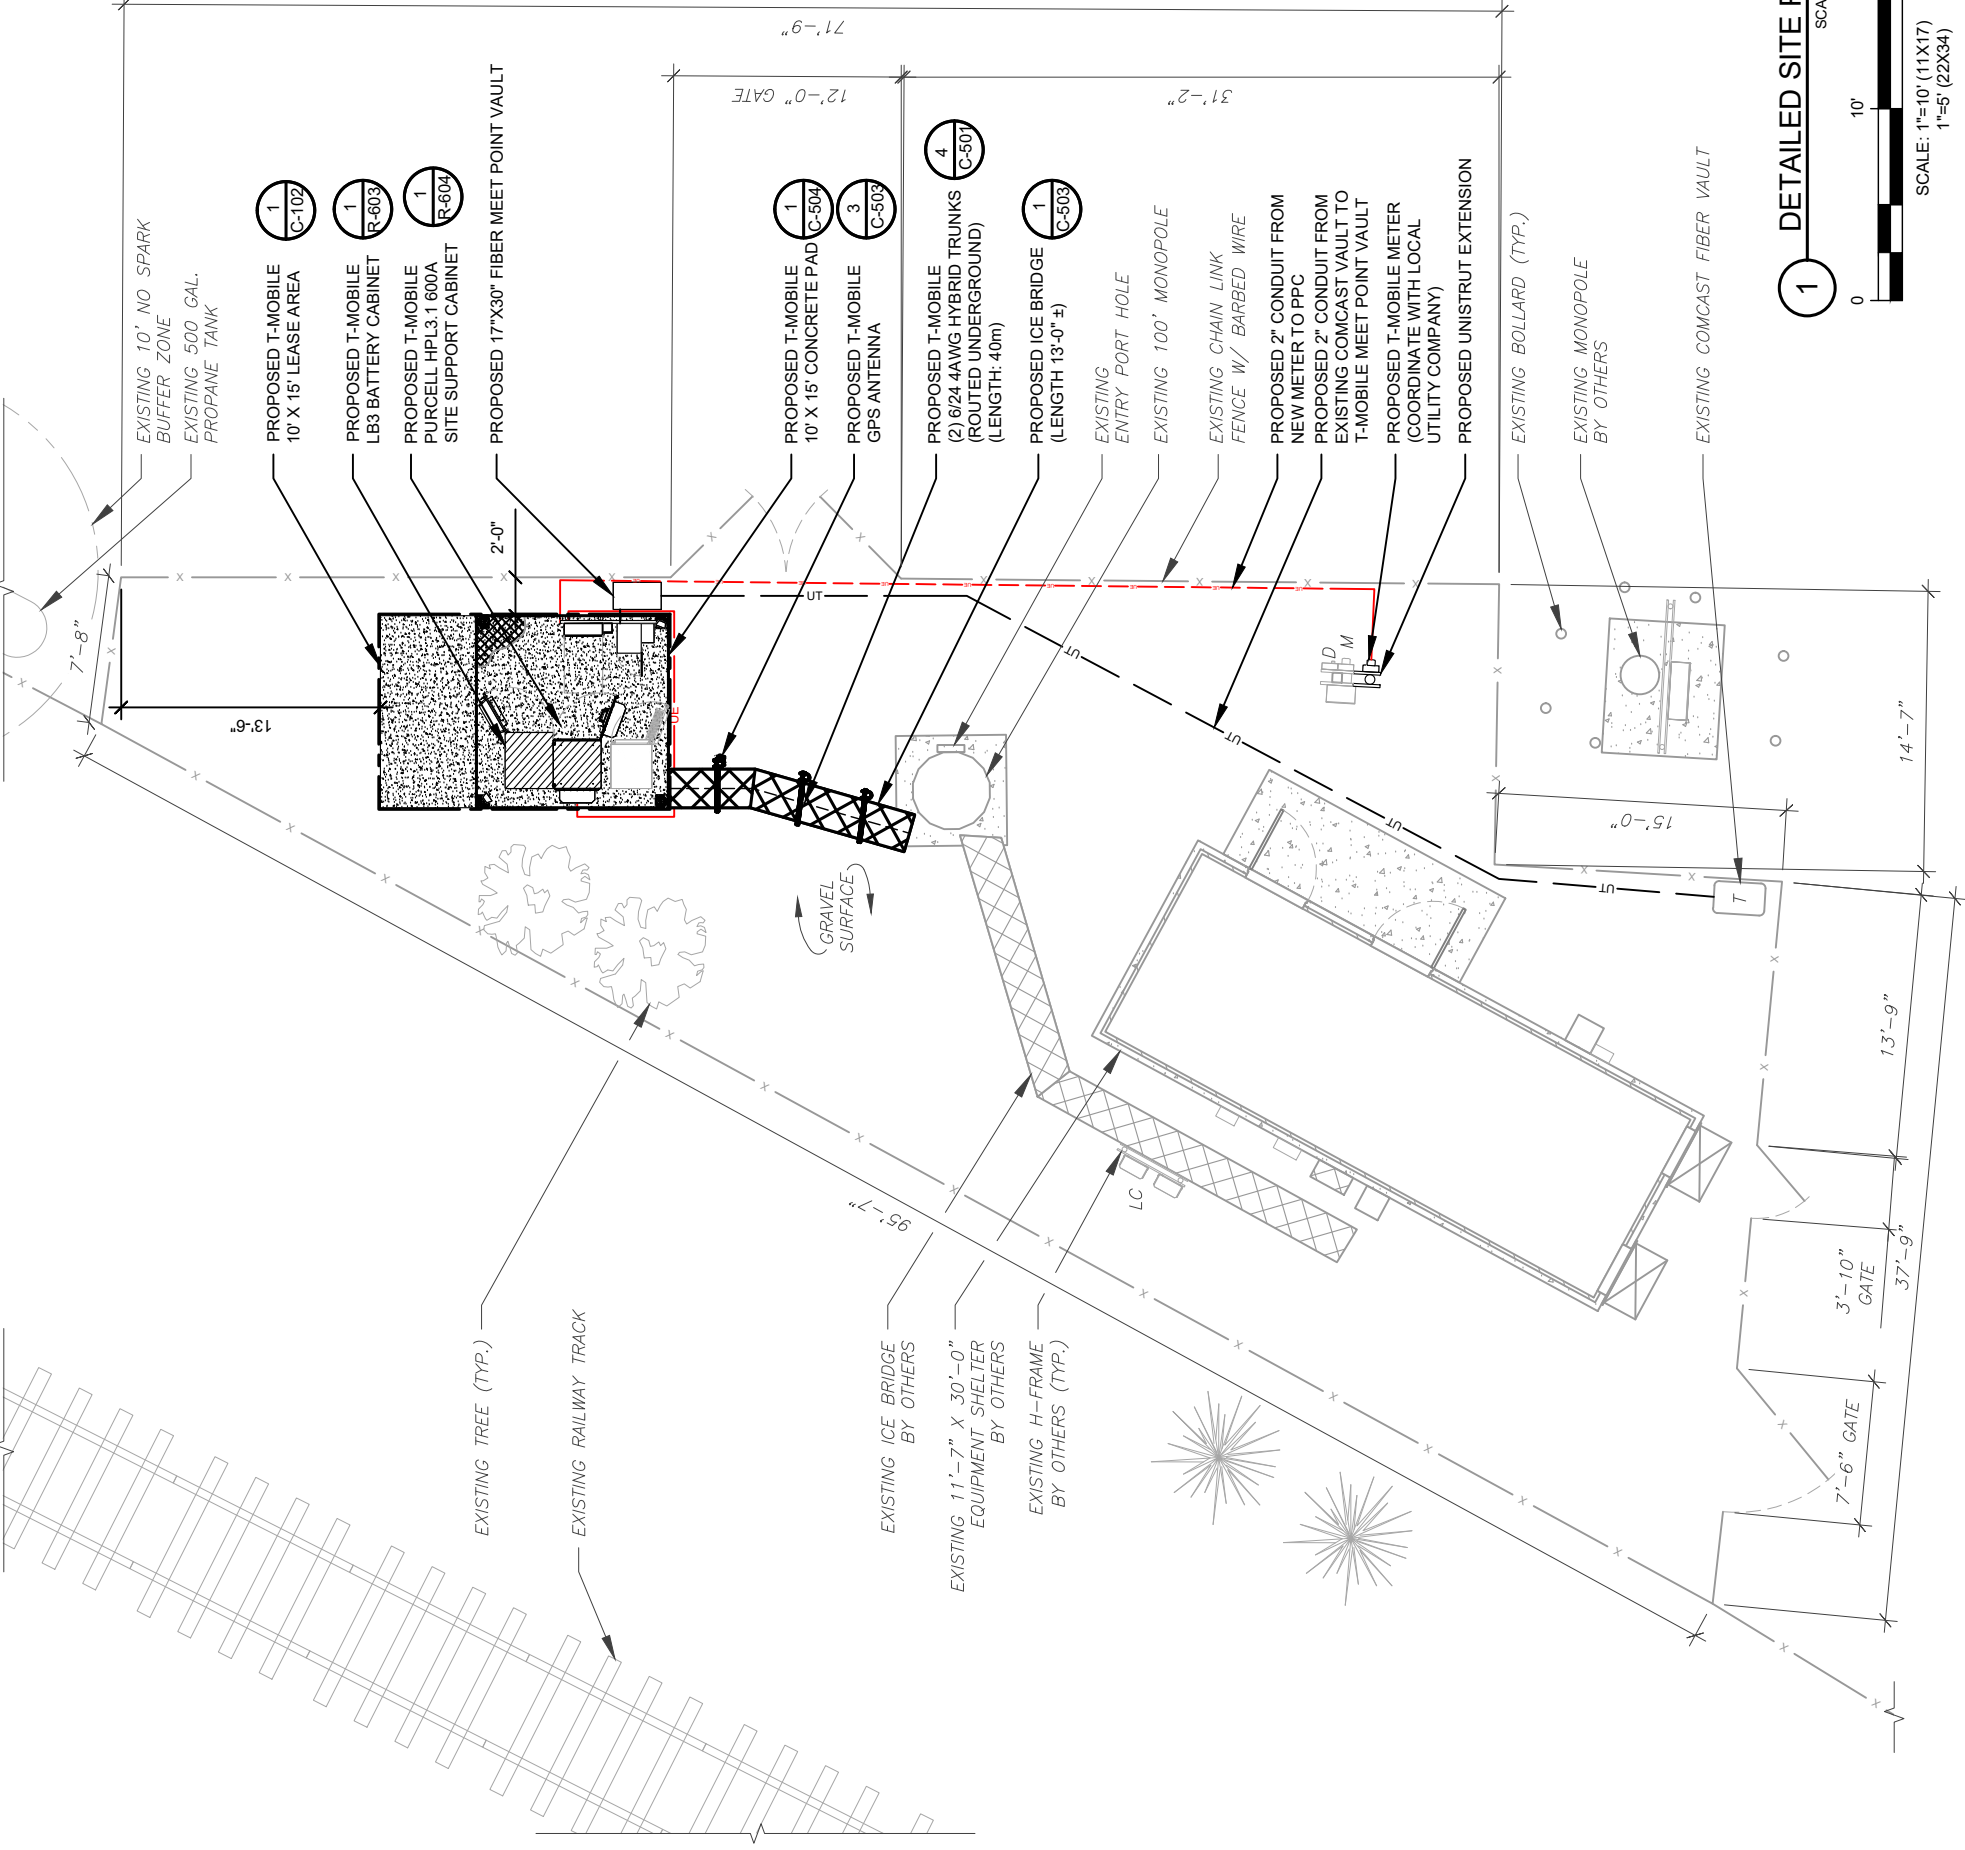 71'-9"
12'-0" GATE
31'-2"
EXISTING 10' NO SPARK
BUFFER ZONE
EXISTING 500 GAL.
PROPANE TANK
PROPOSED T-MOBILE
10' X 15' LEASE AREA
1
C-102
PROPOSED T-MOBILE
LB3 BATTERY CABINET
1
R-603
PROPOSED T-MOBILE
PURCELL HPL3.1 600A
SITE SUPPORT CABINET
1
R-604
PROPOSED 17"X30" FIBER MEET POINT VAULT
PROPOSED T-MOBILE
10' X 15' CONCRETE PAD
1
C-504
PROPOSED T-MOBILE
GPS ANTENNA
3
C-503
PROPOSED T-MOBILE
(2) 6/24 4AWG HYBRID TRUNKS
(ROUTED UNDERGROUND)
(LENGTH: 40m)
4
C-501
PROPOSED ICE BRIDGE
(LENGTH 13'-0" ±)
1
C-503
EXISTING
ENTRY PORT HOLE
EXISTING 100' MONOPOLE
EXISTING CHAIN LINK
FENCE W/ BARBED WIRE
PROPOSED 2" CONDUIT FROM
NEW METER TO PPC
PROPOSED 2" CONDUIT FROM
EXISTING COMCAST VAULT TO
T-MOBILE MEET POINT VAULT
PROPOSED T-MOBILE METER
(COORDINATE WITH LOCAL
UTILITY COMPANY)
PROPOSED UNISTRUT EXTENSION
EXISTING BOLLARD (TYP.)
EXISTING MONOPOLE
BY OTHERS
EXISTING COMCAST FIBER VAULT
2'-0"
7'-8"
13'-6"
UE
UT
UT
UT
UT
UT
D
M
T
GRAVEL
SURFACE
15'-0"
14'-7"
13'-9"
3'-10"
GATE
37'-9"
7'-6" GATE
95'-7"
LC
EXISTING TREE (TYP.)
EXISTING RAILWAY TRACK
EXISTING ICE BRIDGE
BY OTHERS
EXISTING 11'-7" X 30'-0"
EQUIPMENT SHELTER
BY OTHERS
EXISTING H-FRAME
BY OTHERS (TYP.)
1
DETAILED SITE P
SCA
0
10'
SCALE: 1"=10' (11X17)
1"=5' (22X34)